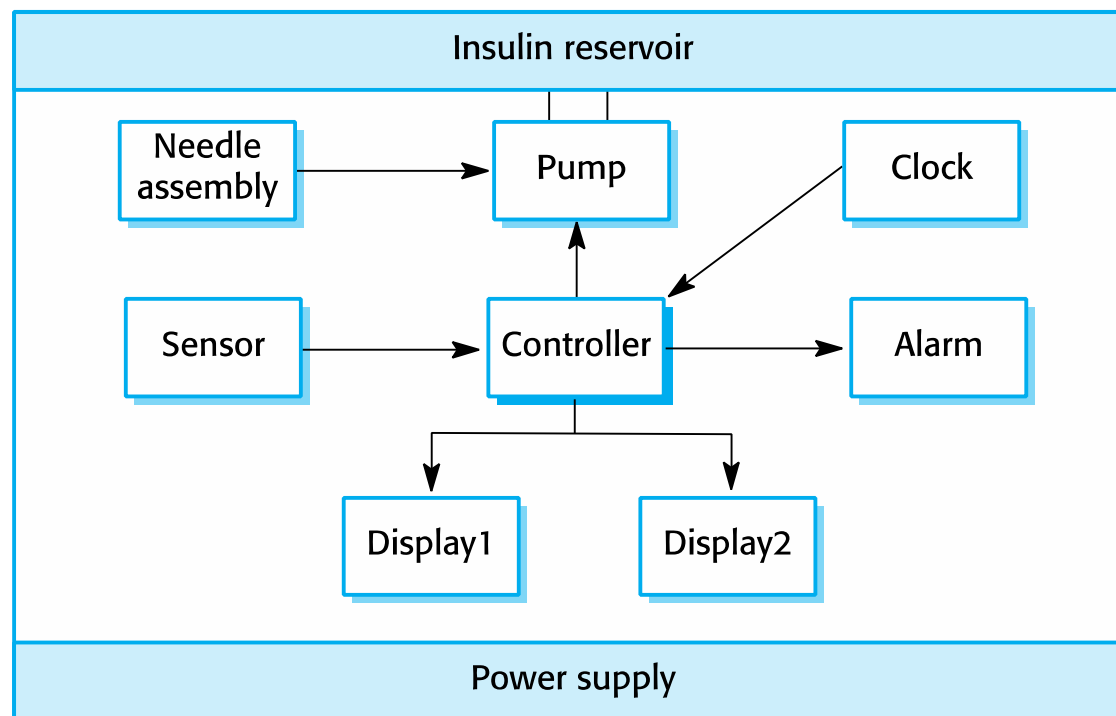 Insulin reservoir
Needle
assembly
Pump
Clock
Sensor
Controller
Alarm
Display1
Display2
Power supply